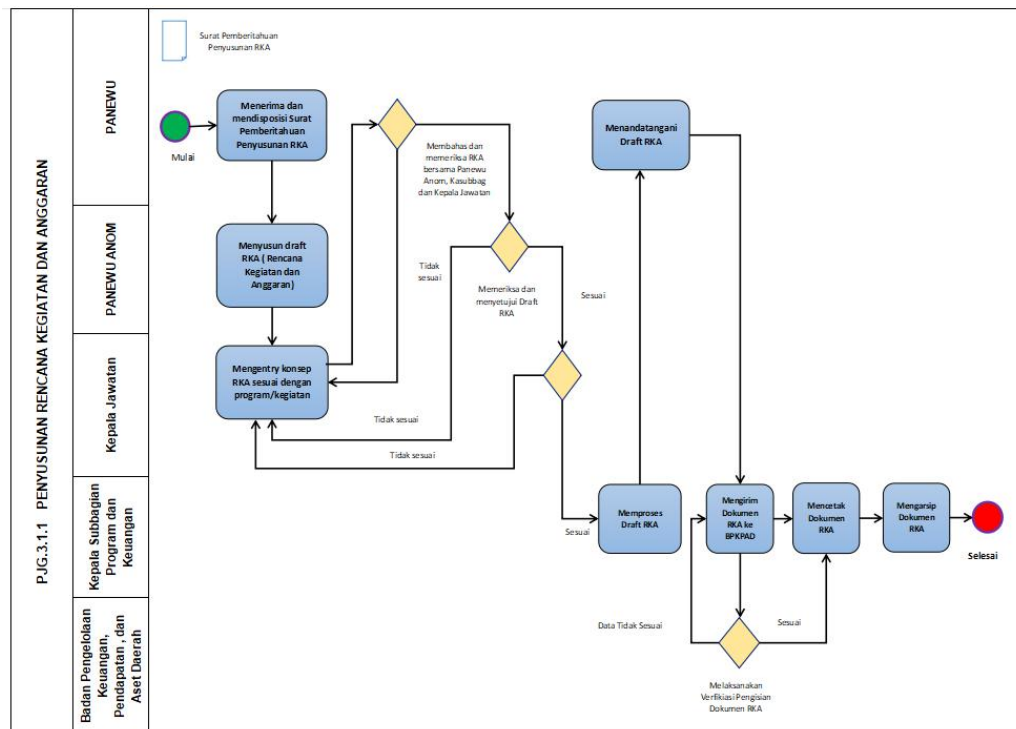 PJG.3.1.1 PENYUSUNAN RENCANA KEGIATAN DAN ANGGARAN
PANEWU
Surat Pemberitahuan
Penyusunan RKA
Mulai
Menerima dan
mendisposisi Surat
Pemberitahuan
Penyusunan RKA
Membahas dan
memeriksa RKA
bersama Panewu
Anom, Kasubbag
dan Kepala Jawatan
Menandatangani
Draft RKA
PANEWU ANOM
Menyusun draft
RKA ( Rencana
Kegiatan dan
Anggaran)
Tidak
sesuai
Memeriksa dan
menyetujui Draft
RKA
Sesuai
Kepala Jawatan
Mengentry konsep
RKA sesuai dengan
program/kegiatan
Tidak sesuai
Tidak sesuai
Kepala Subbagian
Program dan
Keuangan
Sesuai
Memproses
Draft RKA
Mengirim
Dokumen
RKA ke
BPKPAD
Mencetak
Dokumen
RKA
Mengarsip
Dokumen
RKA
Selesai
Badan Pengelolaan
Keuangan,
Pendapatan , dan
Aset Daerah
Data Tidak Sesuai
Sesuai
Melaksanakan
Verfikiasi Pengisian
Dokumen RKA